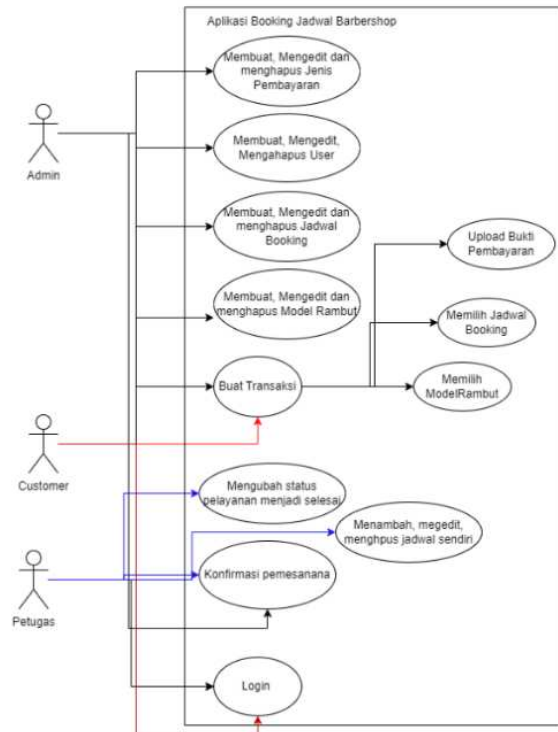 Aplikasi Booking Jadwal Barbershop
Membuat, Mengedit dan
menghapus Jenis
Pembayaran
Admin
Membuat, Mengedit,
Mengahapus User
Membuat, Mengedit dan
menghapus Jadwal
Booking
Upload Bukti
Pembayaran
Membuat, Mengedit dan
menghapus Model Rambut
Memilih Jadwal
Booking
Buat Transaksi
Memilih
ModelRambut
Customer
Mengubah status
pelayanan menjadi selesai
Menambah, megedit,
menghpus jadwal sendiri
Konfirmasi pemesanana
Petugas
Login